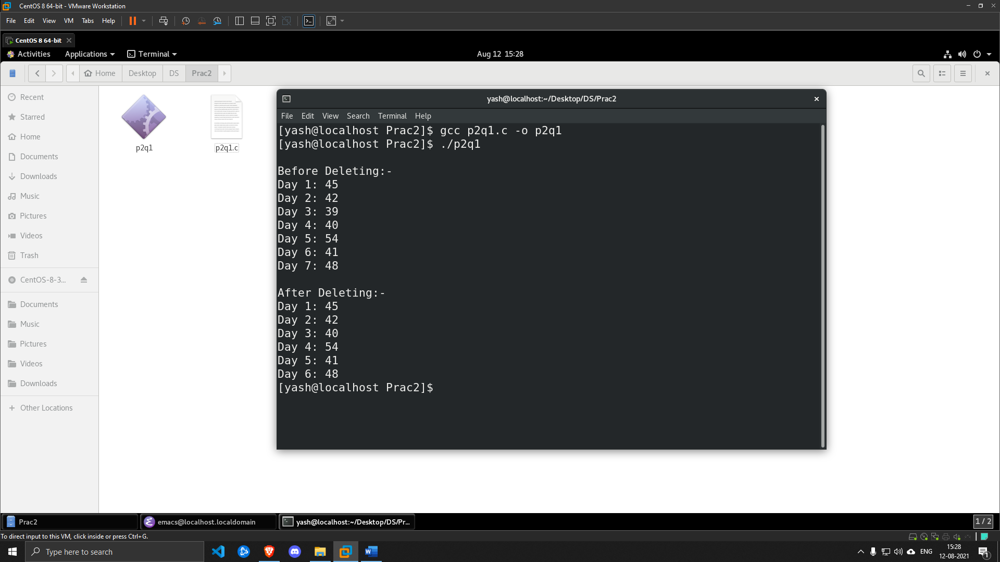 CentOS 8 64-bit - VMware Workstation
File Edit View VM Tabs Help
CentOS 8 64-bit
Activities Applications Terminal Aug 12 15:28
Home Desktop DS Prac2
Recent
Starred
Home
Documents
Downloads
Music
Pictures
Videos
Trash
CentOS-8-3...
Documents
Music
Pictures
Videos
Downloads
Other Locations
p2q1 p2q1.c
yash@localhost:~/Desktop/DS/Prac2
File Edit View Search Terminal Help
[yash@localhost Prac2]$ gcc p2q1.c -o p2q1
[yash@localhost Prac2]$ ./p2q1
Before Deleting:-
Day 1: 45
Day 2: 42
Day 3: 39
Day 4: 40
Day 5: 54
Day 6: 41
Day 7: 48
After Deleting:-
Day 1: 45
Day 2: 42
Day 3: 40
Day 4: 54
Day 5: 41
Day 6: 48
[yash@localhost Prac2]$
Prac2 emacs@localhost.localdomain yash@localhost:~/Desktop/DS/Pr... 1 / 2
To direct input to this VM, click inside or press Ctrl+G.
Type here to search
ENG
15:28
12-08-2021
1